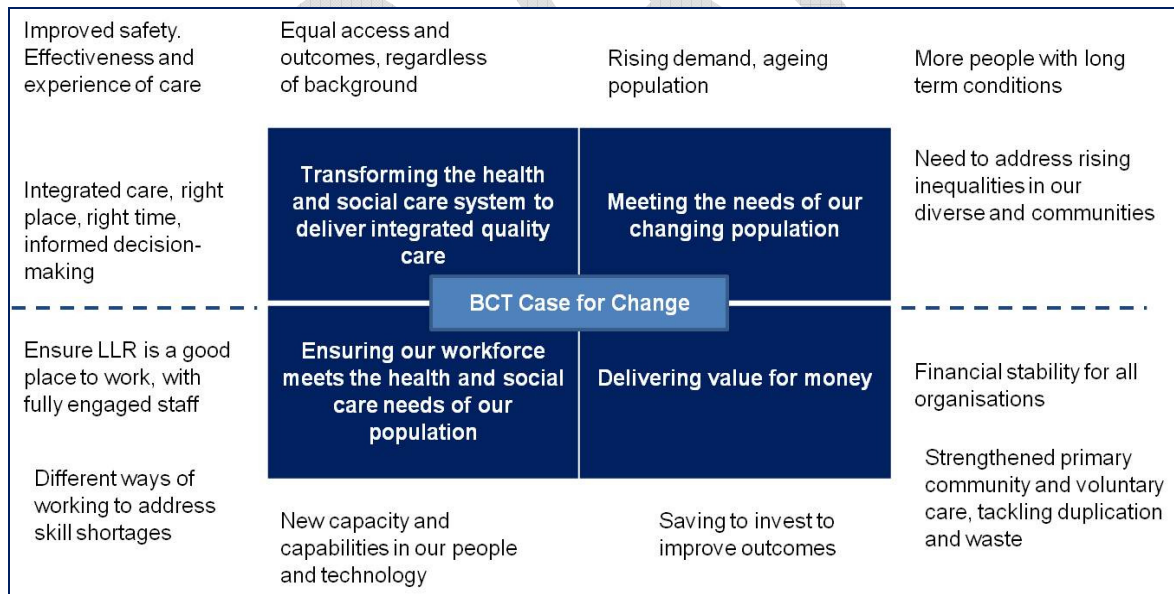 Improved safety.
Effectiveness and
experience of care
Equal access and
outcomes, regardless
of background
Rising demand, ageing
population
More people with long
term conditions
Integrated care, right
place, right time,
informed decision-
making
Transforming the health
and social care system to
deliver integrated quality
care
Meeting the needs of our
changing population
Need to address rising
inequalities in our
diverse and communities
BCT Case for Change
Ensure LLR is a good
place to work, with
fully engaged staff
Ensuring our workforce
meets the health and social
care needs of our
population
Delivering value for money
Financial stability for all
organisations
Different ways of
working to address
skill shortages
New capacity and
capabilities in our people
and technology
Saving to invest to
improve outcomes
Strengthened primary
community and voluntary
care, tackling duplication
and waste